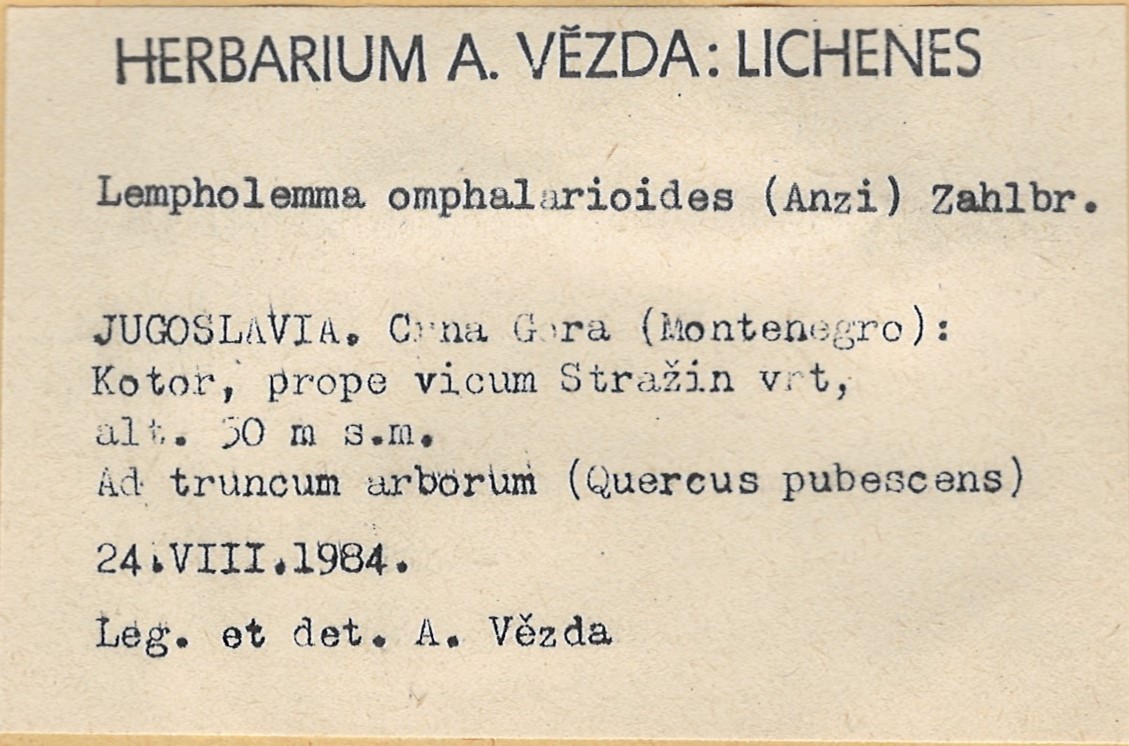 HERBARIUM A. VĚZDA: LICHENES
Lempholemma omphalarioides (Anzi) Zahlbr.
JUGOSLAVIA. Crna Gora (Montenegro):
Kotor, prope vicum Stražin vrt,
alt. 50 m s.m.
Ad truncum arborum (Quercus pubescens)
24.VIII.1984.
Leg. et det. A. Vězda